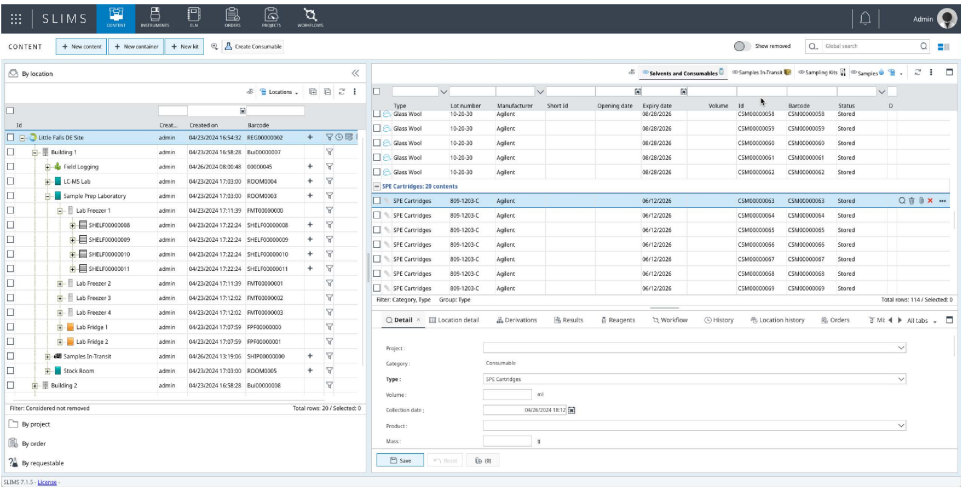 SLIMS
CONTENT INSTRUMENTS ELN ORDERS PROJECTS WORKFLOWS
Admin
CONTENT + New content + New container + New kit Create Consumable Show removed Global search
By location
Locations
Id Creat... Created on Barcode
Little Falls DE Site admin 04/23/2024 16:54:32 REG00000002
Building 1 admin 04/23/2024 16:58:28 Bui00000007
Field Logging admin 04/26/2024 08:00:48 00000045
LC-MS Lab admin 04/23/2024 17:03:00 ROOM0004
Sample Prep Laboratory admin 04/23/2024 17:03:00 ROOM0003
Lab Freezer 1 admin 04/23/2024 17:11:39 FMT00000000
SHELF00000008 admin 04/23/2024 17:22:24 SHELF00000008
SHELF00000009 admin 04/23/2024 17:22:24 SHELF00000009
SHELF00000010 admin 04/23/2024 17:22:24 SHELF00000010
SHELF00000011 admin 04/23/2024 17:22:24 SHELF00000011
Lab Freezer 2 admin 04/23/2024 17:11:39 FMT00000001
Lab Freezer 3 admin 04/23/2024 17:12:02 FMT00000002
Lab Freezer 4 admin 04/23/2024 17:12:02 FMT00000003
Lab Fridge 1 admin 04/23/2024 17:07:59 FPF00000000
Lab Fridge 2 admin 04/23/2024 17:07:59 FPF00000001
Samples In-Transit admin 04/26/2024 13:19:06 SHIP00000000
Stock Room admin 04/23/2024 17:03:00 ROOM0005
Building 2 admin 04/23/2024 16:58:28 Bui00000008
Filter: Considered not removed Total rows: 20 / Selected: 0
By project
By order
By requestable
Solvents and Consumables Samples In-Transit Sampling Kits Samples
Type Lot number Manufacturer Short Id Opening date Expiry date Volume Id Barcode Status
Glass Wool 10-20-30 Agilent 08/28/2026 CSM00000058 CSM00000058 Stored
Glass Wool 10-20-30 Agilent 08/28/2026 CSM00000059 CSM00000059 Stored
Glass Wool 10-20-30 Agilent 08/28/2026 CSM00000060 CSM00000060 Stored
Glass Wool 10-20-30 Agilent 08/28/2026 CSM00000061 CSM00000061 Stored
Glass Wool 10-20-30 Agilent 08/28/2026 CSM00000062 CSM00000062 Stored
SPE Cartridges: 20 contents
SPE Cartridges 809-1203-C Agilent 06/12/2026 CSM00000063 CSM00000063 Stored
SPE Cartridges 809-1203-C Agilent 06/12/2026 CSM00000064 CSM00000064 Stored
SPE Cartridges 809-1203-C Agilent 06/12/2026 CSM00000065 CSM00000065 Stored
SPE Cartridges 809-1203-C Agilent 06/12/2026 CSM00000066 CSM00000066 Stored
SPE Cartridges 809-1203-C Agilent 06/12/2026 CSM00000067 CSM00000067 Stored
SPE Cartridges 809-1203-C Agilent 06/12/2026 CSM00000068 CSM00000068 Stored
SPE Cartridges 809-1203-C Agilent 06/12/2026 CSM00000069 CSM00000069 Stored
Filter: Category, Type Group: Type Total rows: 114 / Selected: 0
Detail × Location detail Derivations Results Reagents Workflow History Location history Orders All tabs
Project :
Category : Consumable
Type : SPE Cartridges
Volume : ml
Collection date : 04/26/2024 18:12
Product :
Mass : g
Save Reset (0)
SLIMS 7.1.5 - License -